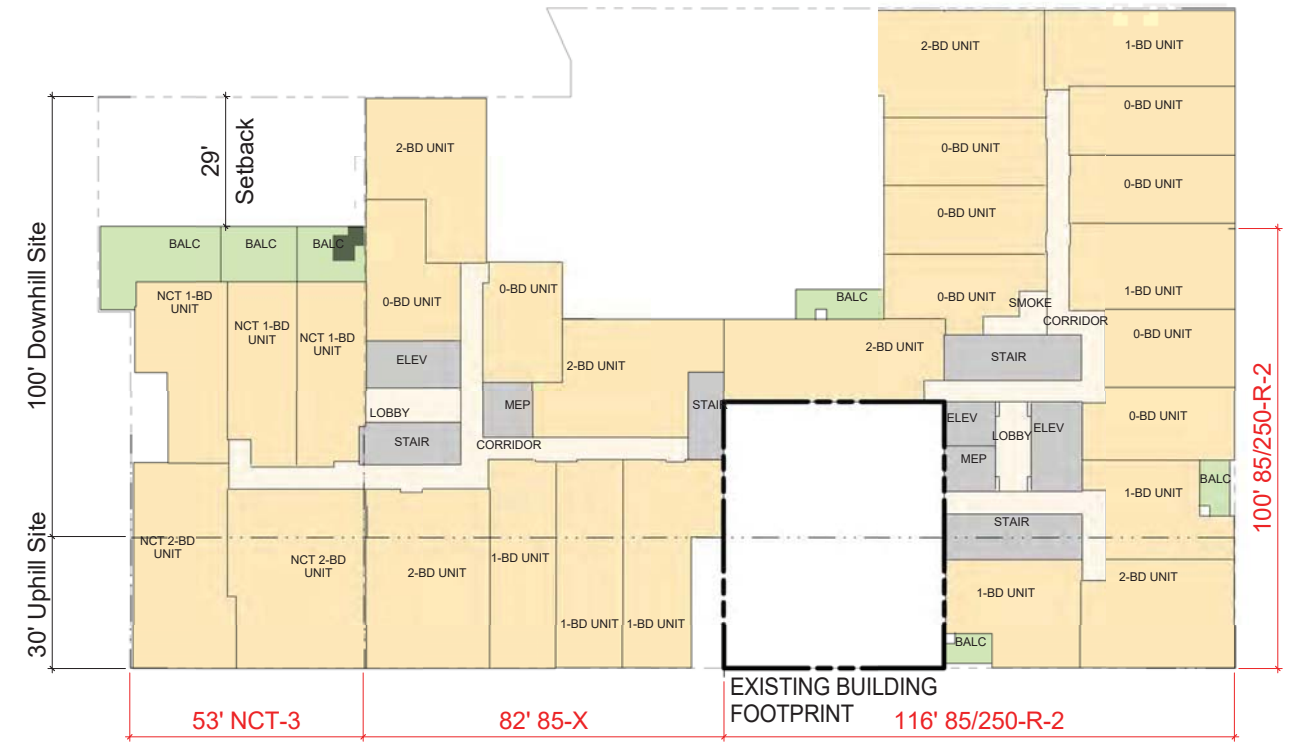 2-BD UNIT
1-BD UNIT
0-BD UNIT
29'
Setback
2-BD UNIT
0-BD UNIT
0-BD UNIT
0-BD UNIT
100' Downhill Site
BALC
BALC
BALC
NCT 1-BD
UNIT
NCT 1-BD
UNIT
NCT 1-BD
UNIT
0-BD UNIT
0-BD UNIT
BALC
0-BD UNIT
SMOKE
CORRIDOR
1-BD UNIT
0-BD UNIT
ELEV
2-BD UNIT
2-BD UNIT
STAIR
LOBBY
MEP
STAIR
STAIR
CORRIDOR
ELEV
LOBBY
ELEV
MEP
0-BD UNIT
BALC
1-BD UNIT
100' 85/250-R-2
30' Uphill Site
NCT 2-BD
UNIT
NCT 2-BD
UNIT
2-BD UNIT
1-BD UNIT
1-BD UNIT
1-BD UNIT
STAIR
1-BD UNIT
2-BD UNIT
BALC
EXISTING BUILDING
FOOTPRINT
53' NCT-3
82' 85-X
116' 85/250-R-2